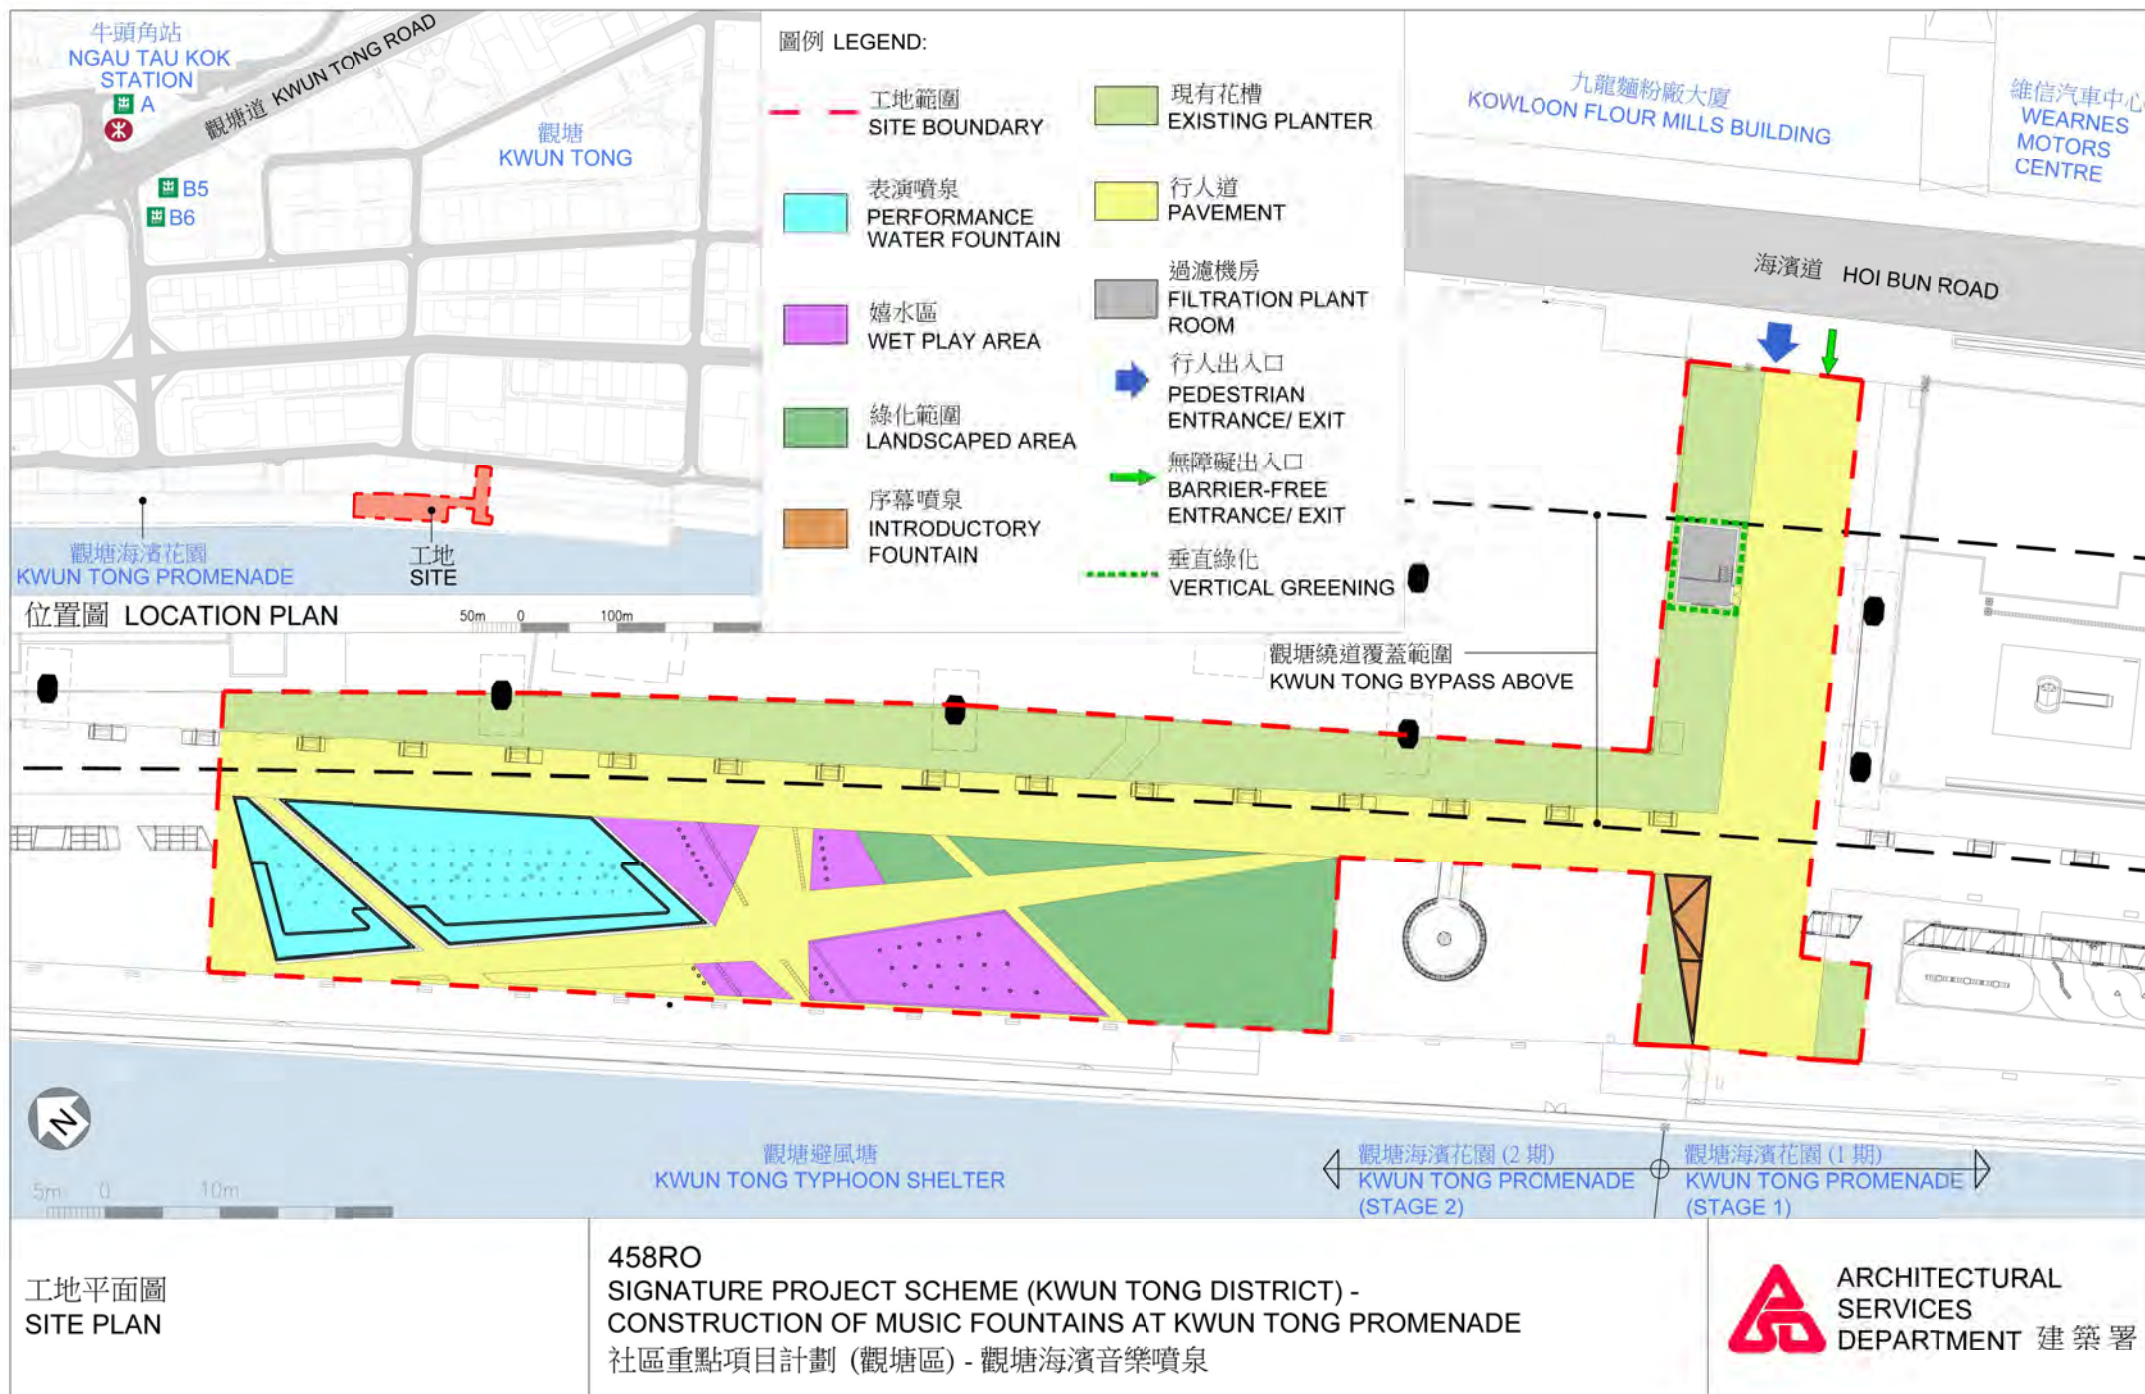 牛頭角站
NGAU TAU KOK
STATION
A
B5
B6
觀塘道 KWUN TONG ROAD
觀塘
KWUN TONG
觀塘海濱花園
KWUN TONG PROMENADE
工地
SITE
位置圖 LOCATION PLAN
50m 0 100m
圖例 LEGEND:
工地範圍
SITE BOUNDARY
表演噴泉
PERFORMANCE
WATER FOUNTAIN
嬉水區
WET PLAY AREA
綠化範圍
LANDSCAPED AREA
序幕噴泉
INTRODUCTORY
FOUNTAIN
現有花槽
EXISTING PLANTER
行人道
PAVEMENT
過濾機房
FILTRATION PLANT
ROOM
行人出入口
PEDESTRIAN
ENTRANCE/ EXIT
無障礙出入口
BARRIER-FREE
ENTRANCE/ EXIT
垂直綠化
VERTICAL GREENING
九龍麵粉廠大廈
KOWLOON FLOUR MILLS BUILDING
維信汽車中心
WEARNES
MOTORS
CENTRE
海濱道 HOI BUN ROAD
觀塘繞道覆蓋範圍
KWUN TONG BYPASS ABOVE
N
5m 0 10m
觀塘避風塘
KWUN TONG TYPHOON SHELTER
觀塘海濱花園 (2 期)
KWUN TONG PROMENADE
(STAGE 2)
觀塘海濱花園 (1 期)
KWUN TONG PROMENADE
(STAGE 1)
工地平面圖
SITE PLAN
458RO
SIGNATURE PROJECT SCHEME (KWUN TONG DISTRICT) -
CONSTRUCTION OF MUSIC FOUNTAINS AT KWUN TONG PROMENADE
社區重點項目計劃 (觀塘區) - 觀塘海濱音樂噴泉
ARCHITECTURAL
SERVICES
DEPARTMENT 建築署